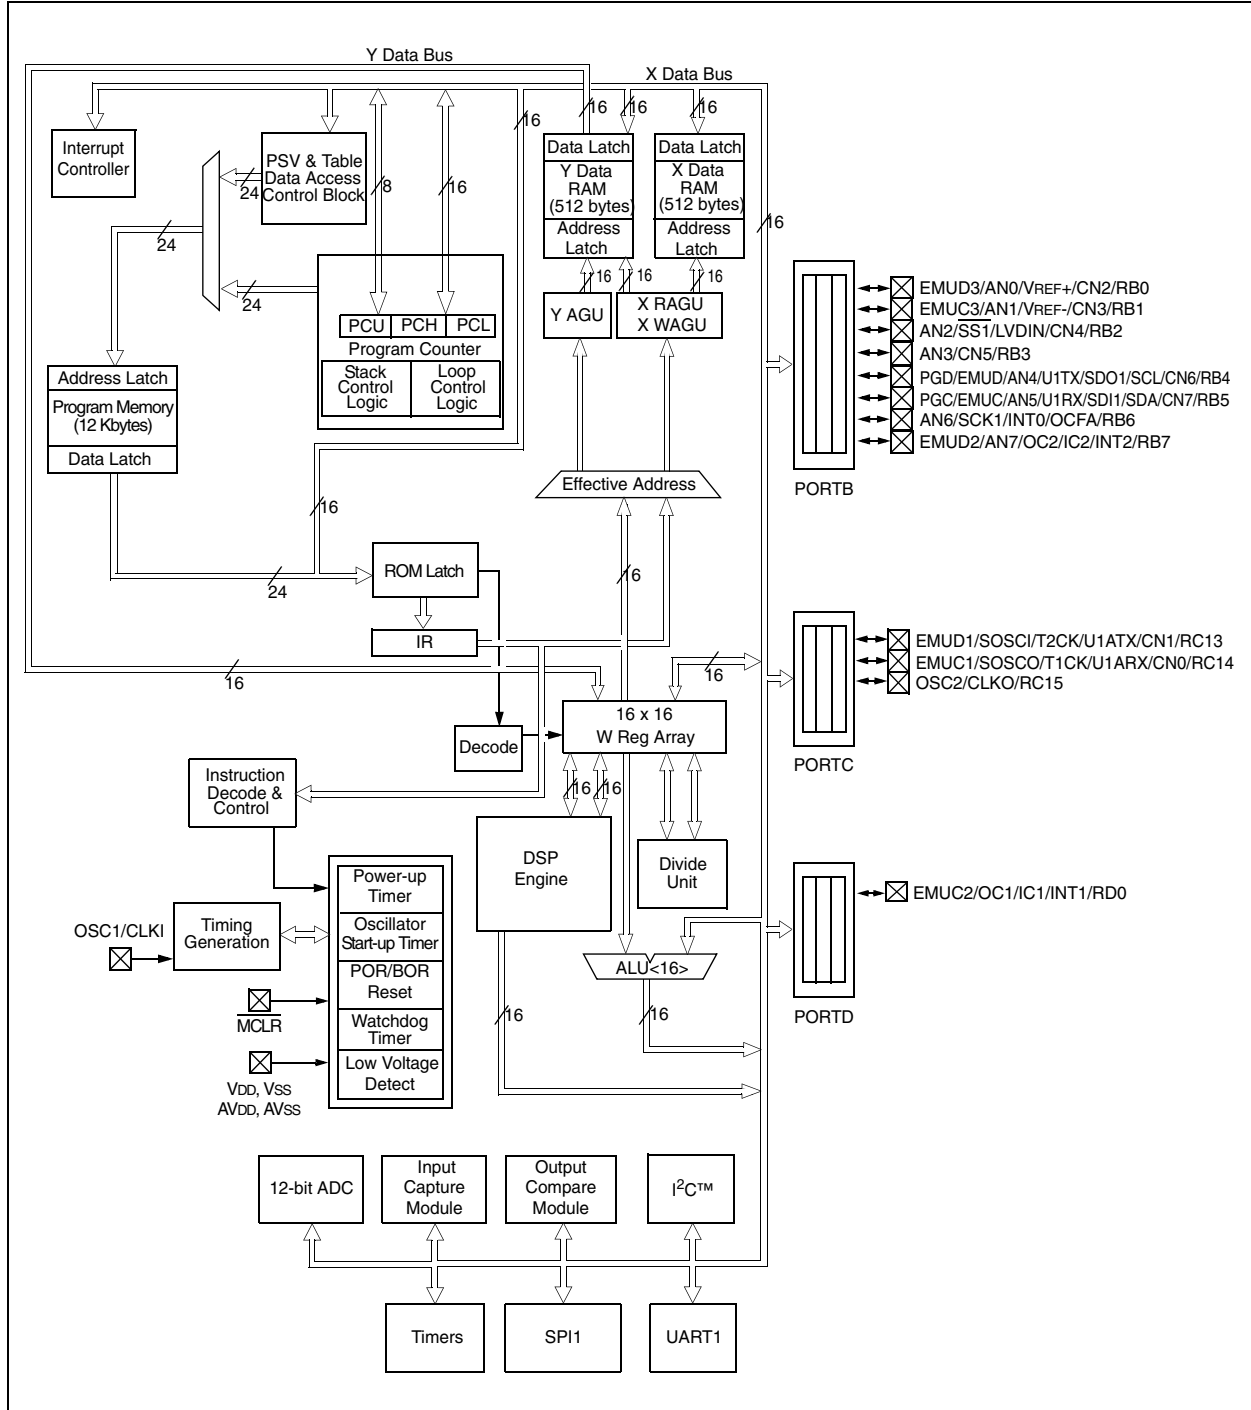 Y Data Bus
X Data Bus
16
16
16
16
Interrupt
Controller
PSV & Table
Data Access
Control Block
24
24
8
16
24
Data Latch
Y Data
RAM
(512 bytes)
Address
Latch
Data Latch
X Data
RAM
(512 bytes)
Address
Latch
16
16
16
16
Y AGU
X RAGU
X WAGU
PCU
PCH
PCL
Program Counter
Stack
Control
Logic
Loop
Control
Logic
Address Latch
Program Memory
(12 Kbytes)
Data Latch
Effective Address
16
24
ROM Latch
16
IR
16
16
16 x 16
W Reg Array
Decode
Instruction
Decode &
Control
16
16
DSP
Engine
Divide
Unit
Power-up
Timer
Oscillator
Start-up Timer
POR/BOR
Reset
Watchdog
Timer
Low Voltage
Detect
OSC1/CLKI
Timing
Generation
MCLR
VDD, VSS
AVDD, AVSS
ALU<16>
16
16
EMUD3/AN0/VREF+/CN2/RB0
EMUC3/AN1/VREF-/CN3/RB1
AN2/SS1/LVDIN/CN4/RB2
AN3/CN5/RB3
PGD/EMUD/AN4/U1TX/SDO1/SCL/CN6/RB4
PGC/EMUC/AN5/U1RX/SDI1/SDA/CN7/RB5
AN6/SCK1/INT0/OCFA/RB6
EMUD2/AN7/OC2/IC2/INT2/RB7
PORTB
EMUD1/SOSCI/T2CK/U1ATX/CN1/RC13
EMUC1/SOSCO/T1CK/U1ARX/CN0/RC14
OSC2/CLKO/RC15
PORTC
EMUC2/OC1/IC1/INT1/RD0
PORTD
12-bit ADC
Input
Capture
Module
Output
Compare
Module
I²C™
Timers
SPI1
UART1